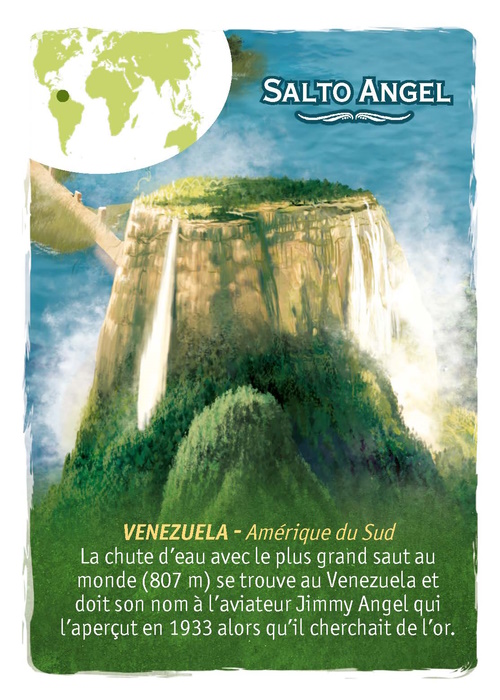 SALTO ANGEL
VENEZUELA - Amérique du Sud
La chute d'eau avec le plus grand saut au
monde (807 m) se trouve au Venezuela et
doit son nom à l'aviateur Jimmy Angel qui
l'aperçut en 1933 alors qu'il cherchait de l'or.